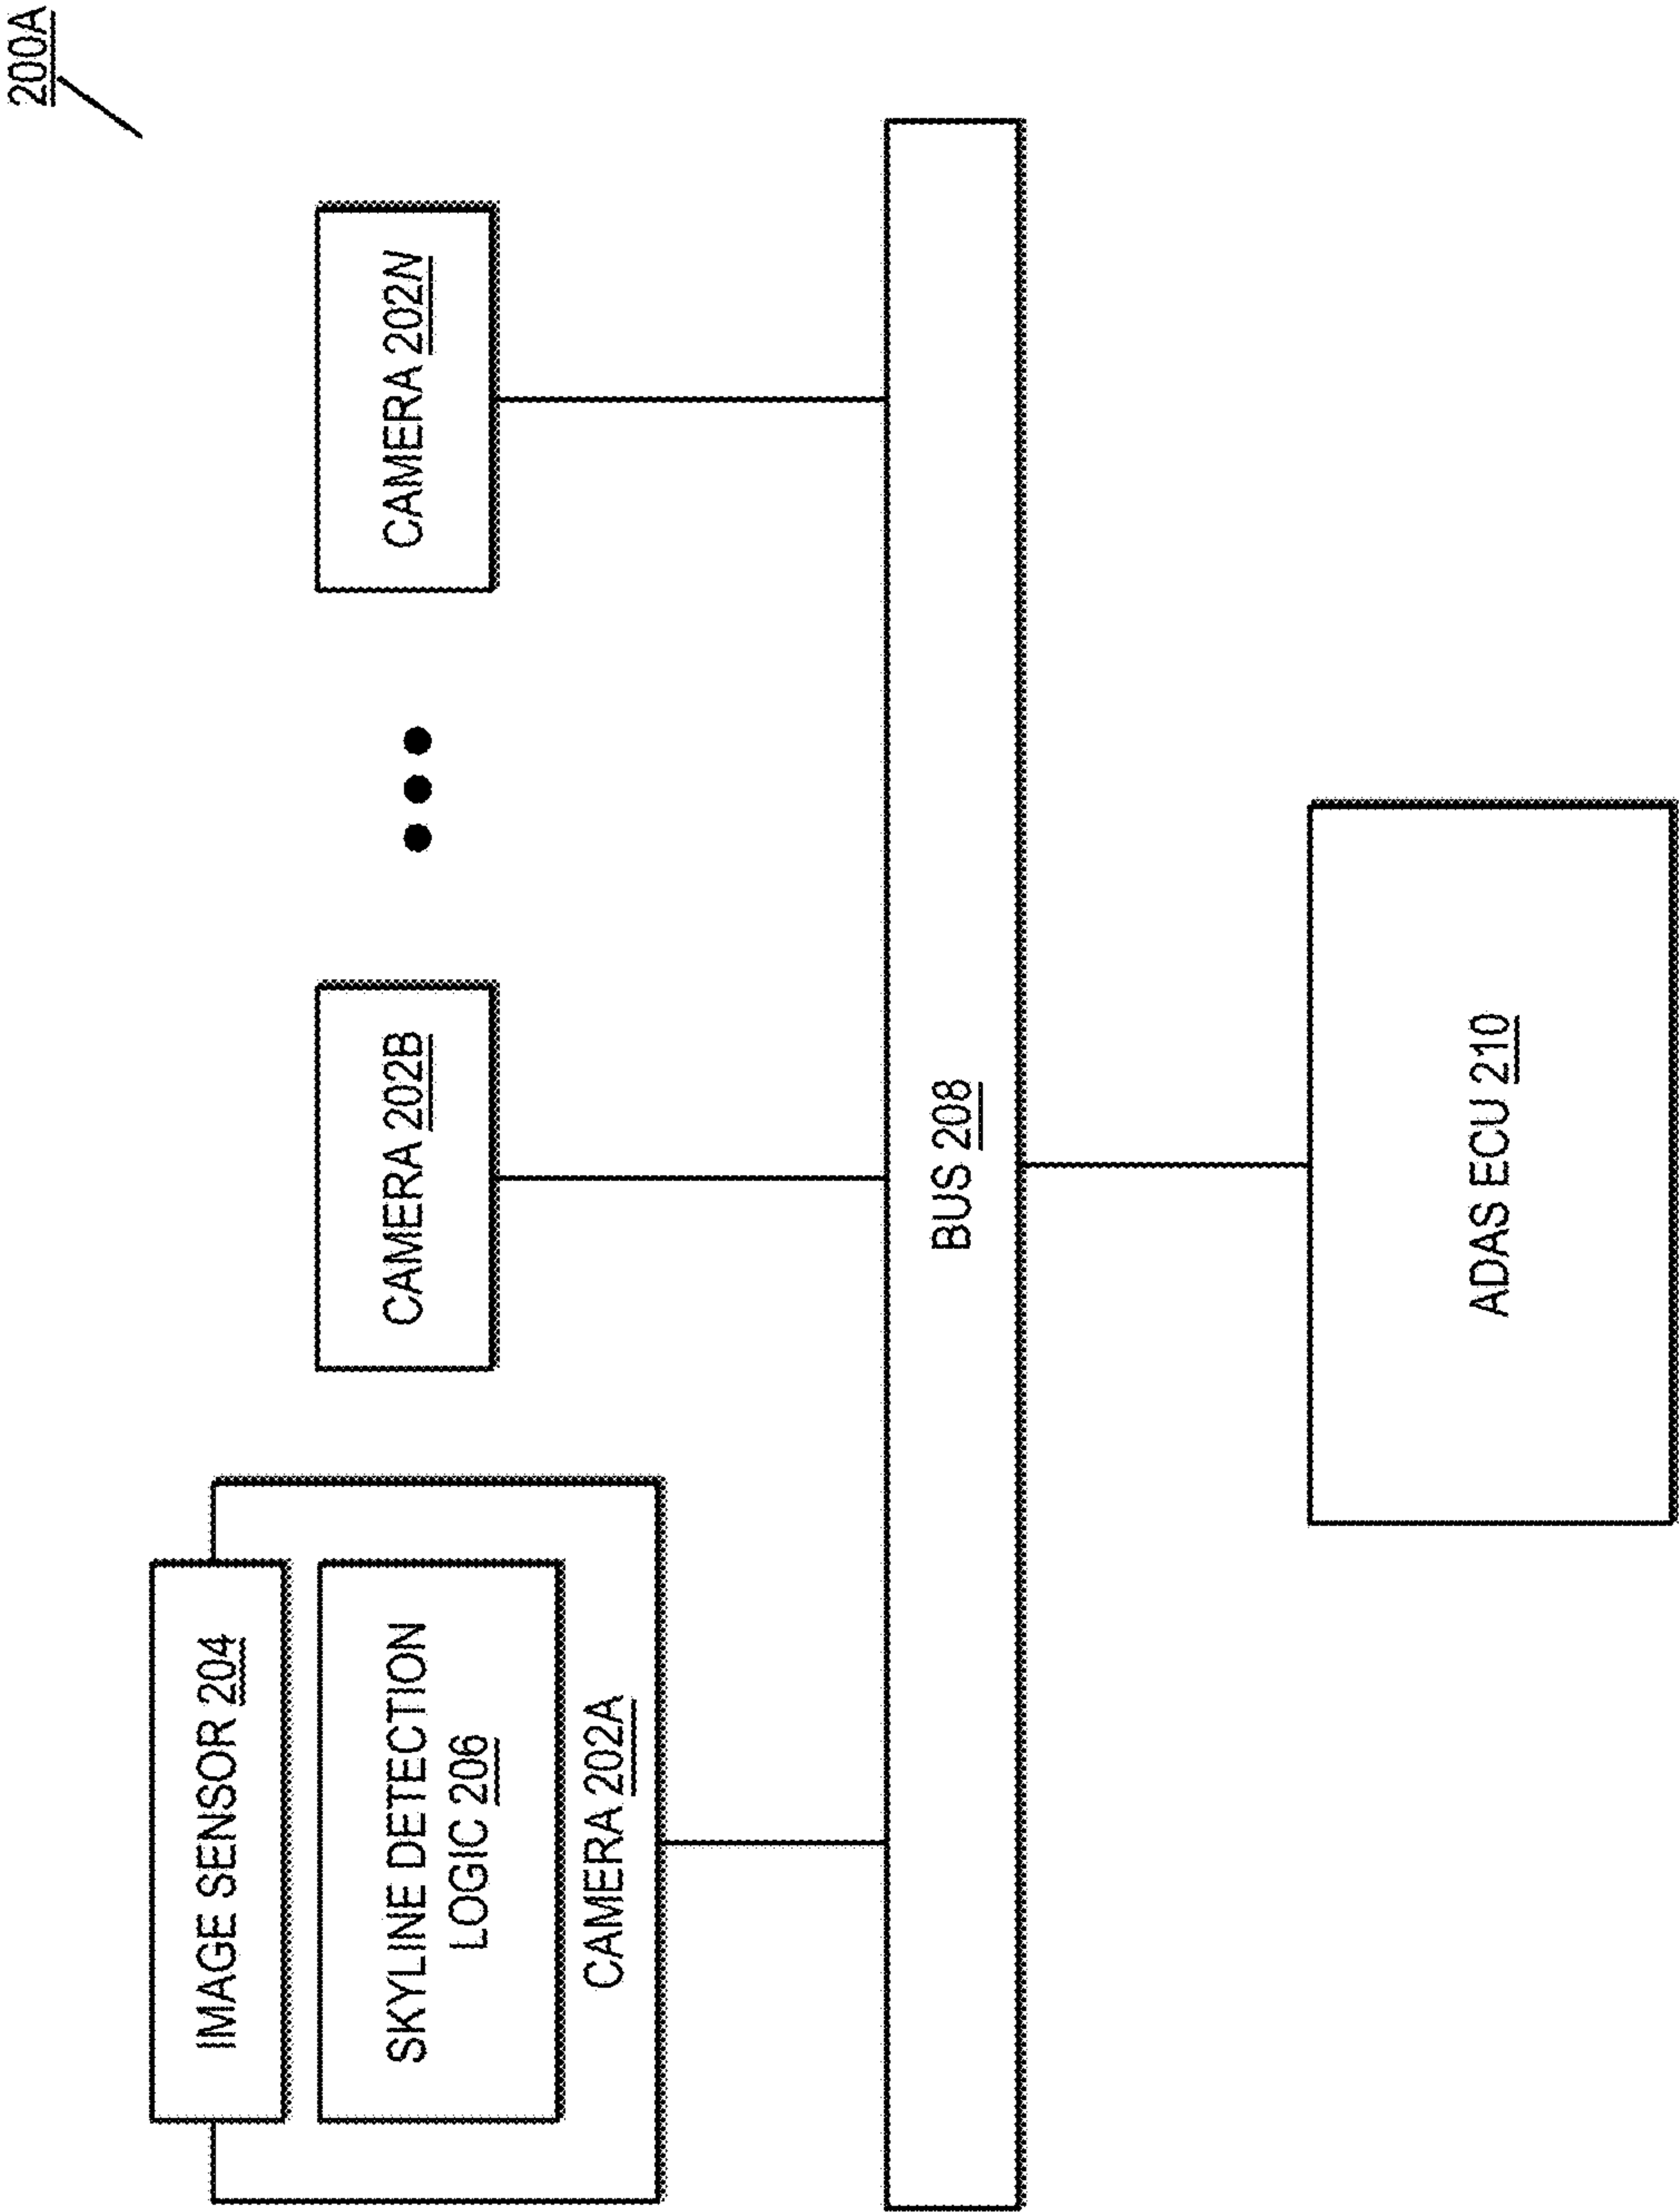 200A
IMAGE SENSOR 204
SKYLINE DETECTION
LOGIC 206
CAMERA 202A
CAMERA 202B
CAMERA 202N
BUS 208
ADAS ECU 210